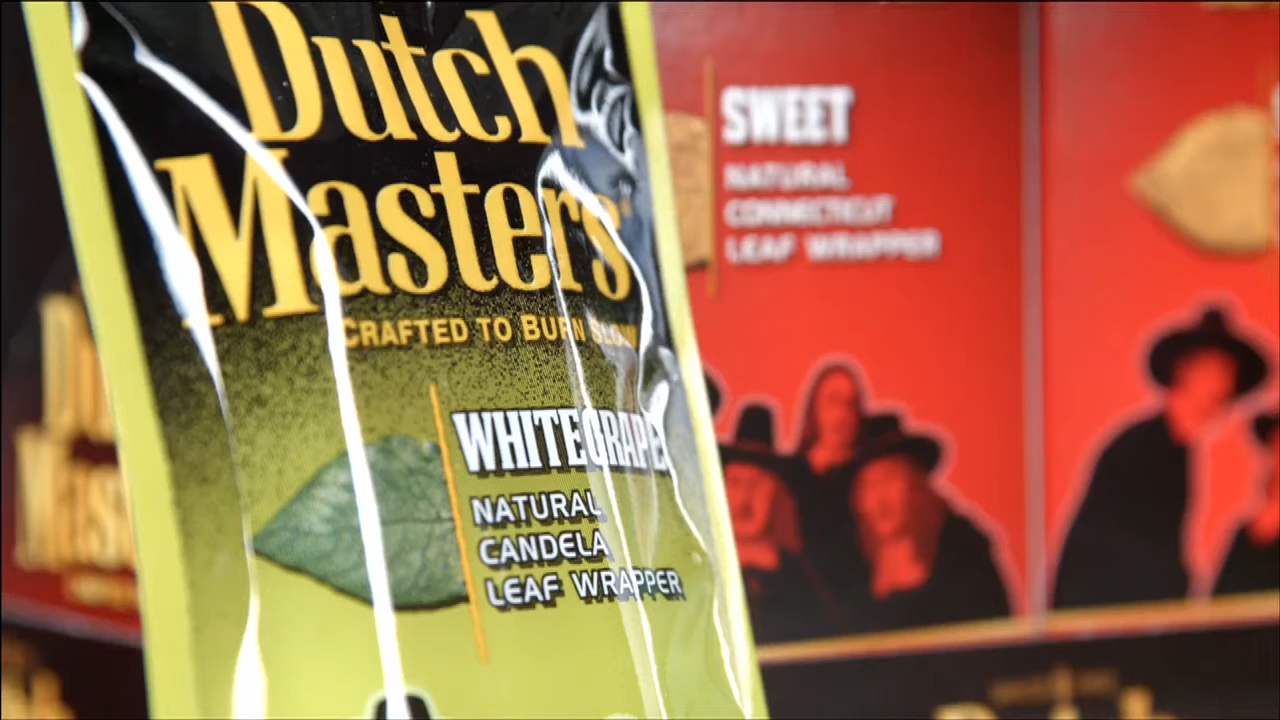 Dutch
Masters
CRAFTED TO BURN SLOW
WHITE GRAPE
NATURAL
CANDELA
LEAF WRAPPER
SWEET
NATURAL
CONNECTICUT
LEAF WRAPPER